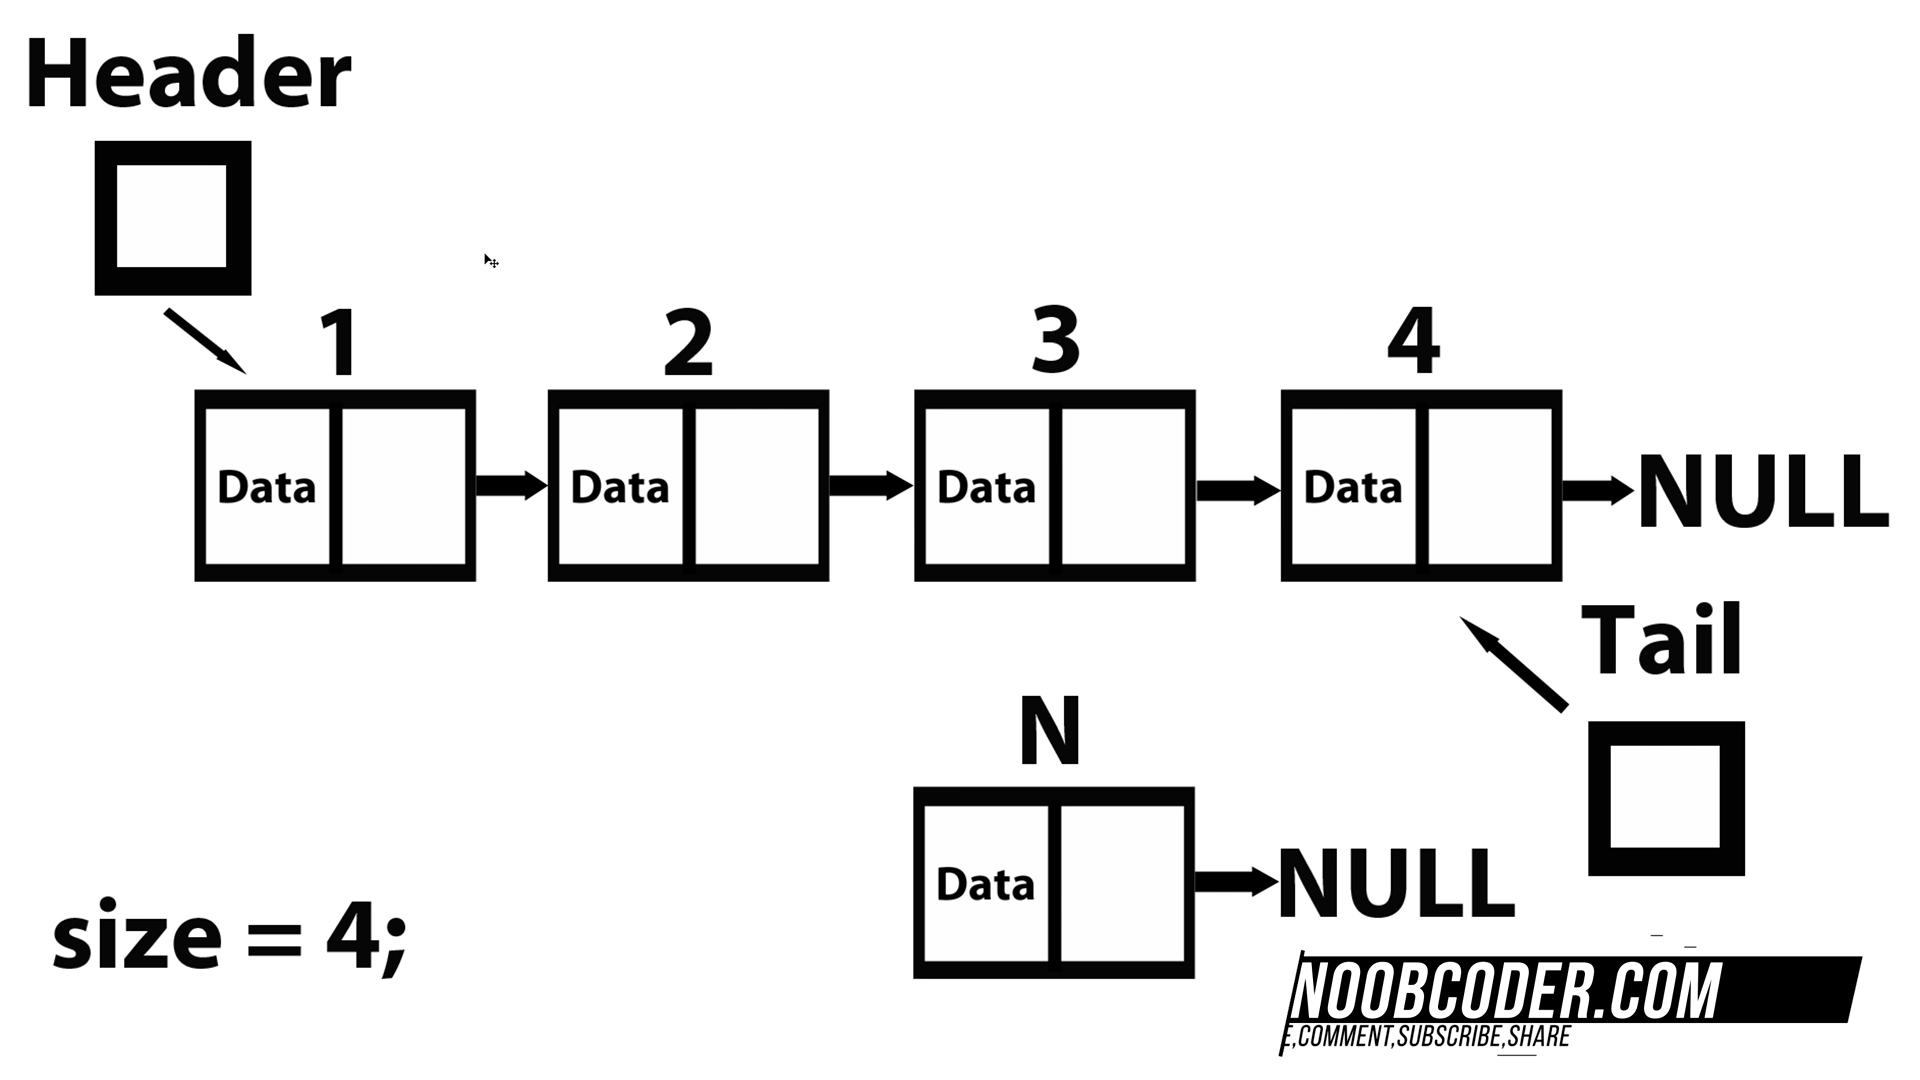 Header
1 2 3 4
Data Data Data Data NULL
Tail
N
Data NULL
size = 4;
NOOBCODER.COM
E,COMMENT,SUBSCRIBE,SHARE